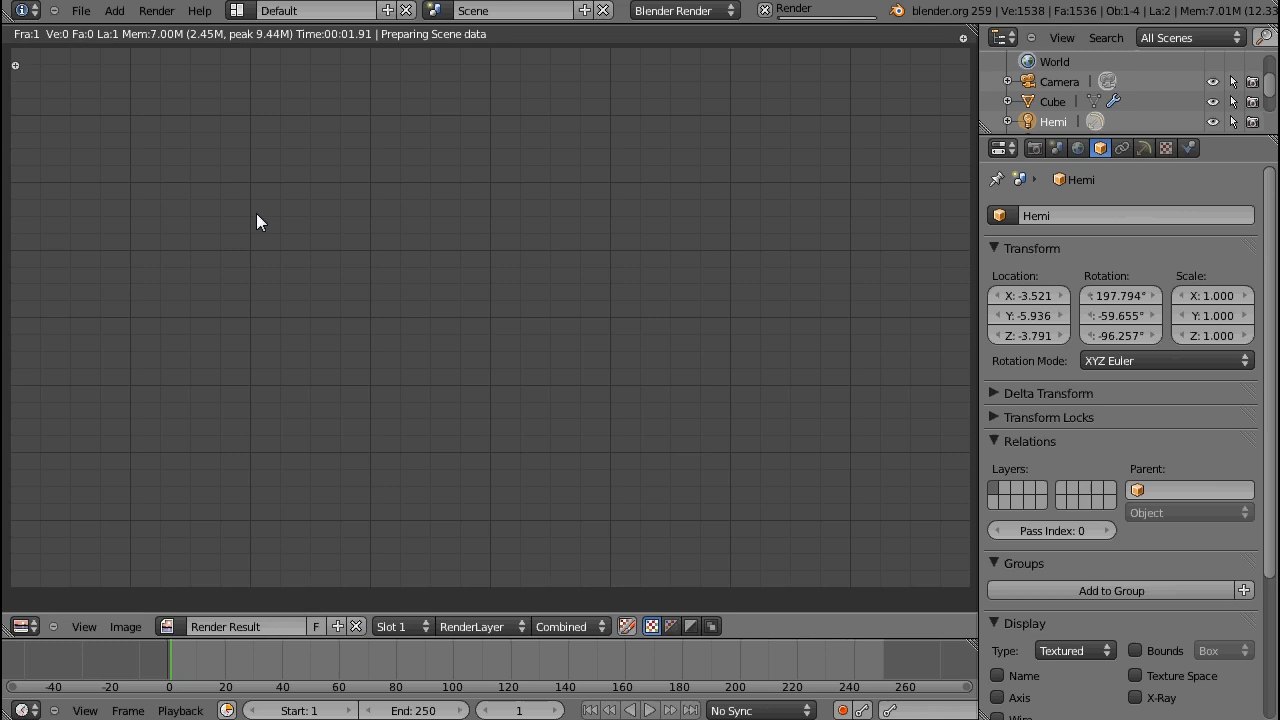 File Add Render Help Default Scene Blender Render Render blender.org 259 | Ve:1538 | Fa:1536 | Ob:1-4 | La:2 | Mem:7.01M (12.33
Fra:1 Ve:0 Fa:0 La:1 Mem:7.00M (2.45M, peak 9.44M) Time:00:01.91 | Preparing Scene data
View Search All Scenes
World
Camera
Cube
Hemi
Hemi
Hemi
Transform
Location: Rotation: Scale:
X: -3.521 : 197.794° X: 1.000
Y: -5.936 : -59.655° Y: 1.000
Z: -3.791 : -96.257° Z: 1.000
Rotation Mode: XYZ Euler
Delta Transform
Transform Locks
Relations
Layers: Parent:
Object
Pass Index: 0
Groups
Add to Group
Display
Type: Textured Bounds Box
Name Texture Space
Axis X-Ray
Wire
View Image Render Result F Slot 1 RenderLayer Combined
-40 -20 0 20 40 60 80 100 120 140 160 180 200 220 240 260
View Frame Playback Start: 1 End: 250 1 No Sync